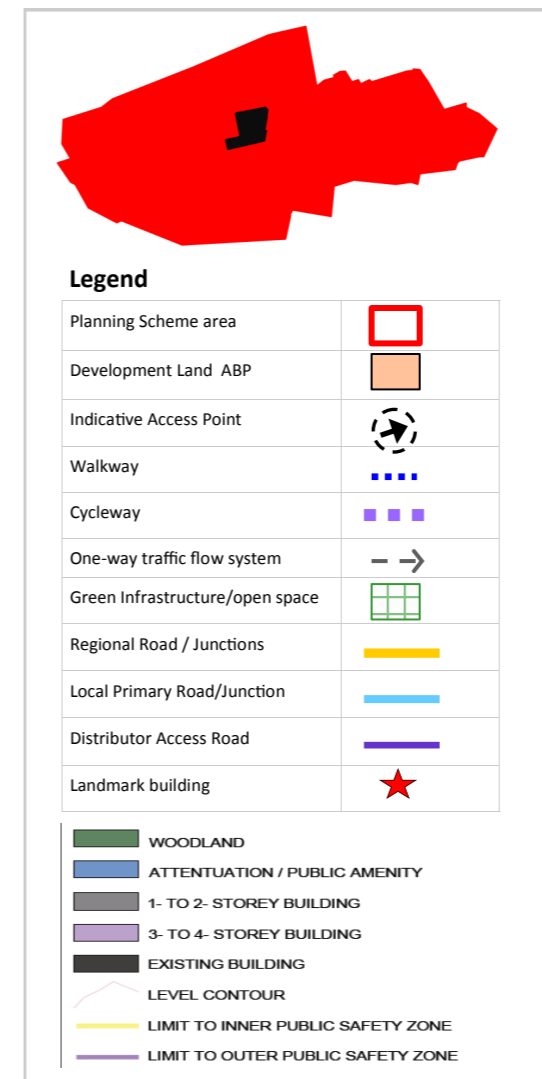 Legend
Planning Scheme area
Development Land ABP
Indicative Access Point
Walkway
Cycleway
One-way traffic flow system
Green Infrastructure/open space
Regional Road / Junctions
Local Primary Road/Junction
Distributor Access Road
Landmark building
WOODLAND
ATTENTUATION / PUBLIC AMENITY
1- TO 2- STOREY BUILDING
3- TO 4- STOREY BUILDING
EXISTING BUILDING
LEVEL CONTOUR
LIMIT TO INNER PUBLIC SAFETY ZONE
LIMIT TO OUTER PUBLIC SAFETY ZONE